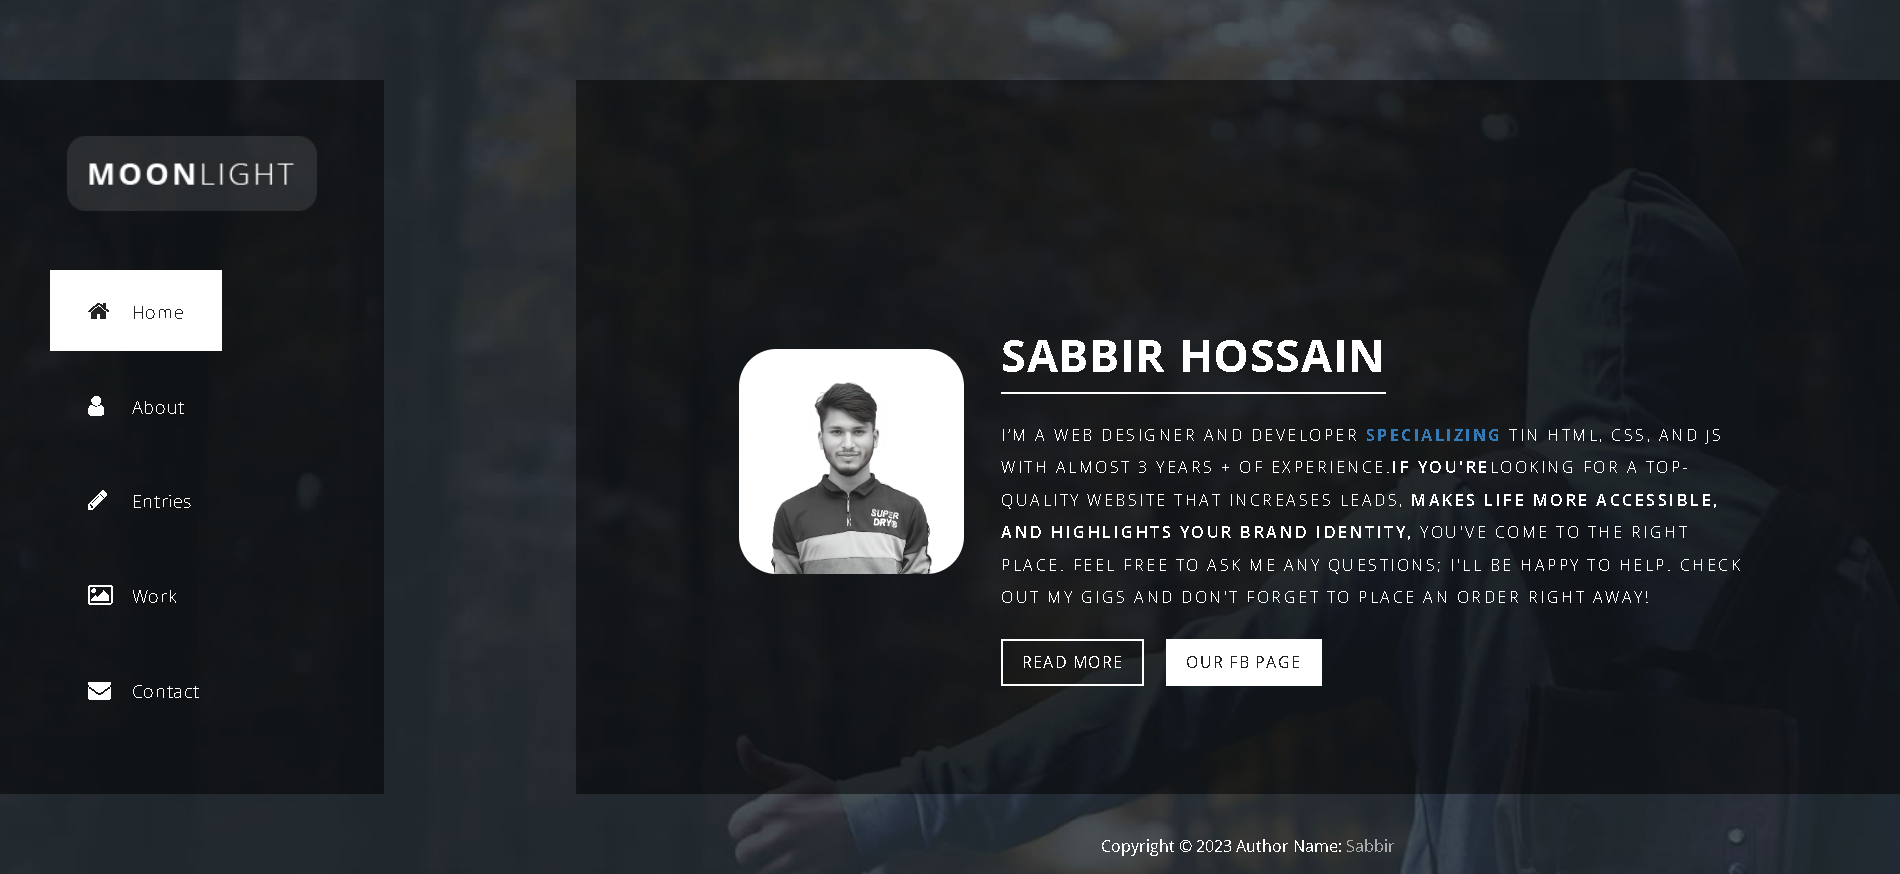 MOONLIGHT
Home
About
Entries
Work
Contact
SABBIR HOSSAIN
SUPER
DRY®
I'M A WEB DESIGNER AND DEVELOPER SPECIALIZING TIN HTML, CSS, AND JS
WITH ALMOST 3 YEARS + OF EXPERIENCE.IF YOU'RELOOKING FOR A TOP-
QUALITY WEBSITE THAT INCREASES LEADS, MAKES LIFE MORE ACCESSIBLE,
AND HIGHLIGHTS YOUR BRAND IDENTITY, YOU'VE COME TO THE RIGHT
PLACE. FEEL FREE TO ASK ME ANY QUESTIONS; I'LL BE HAPPY TO HELP. CHECK
OUT MY GIGS AND DON'T FORGET TO PLACE AN ORDER RIGHT AWAY!
READ MORE
OUR FB PAGE
Copyright © 2023 Author Name: Sabbir